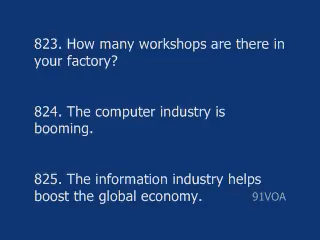 823. How many workshops are there in
your factory?
824. The computer industry is
booming.
825. The information industry helps
boost the global economy.
91VOA